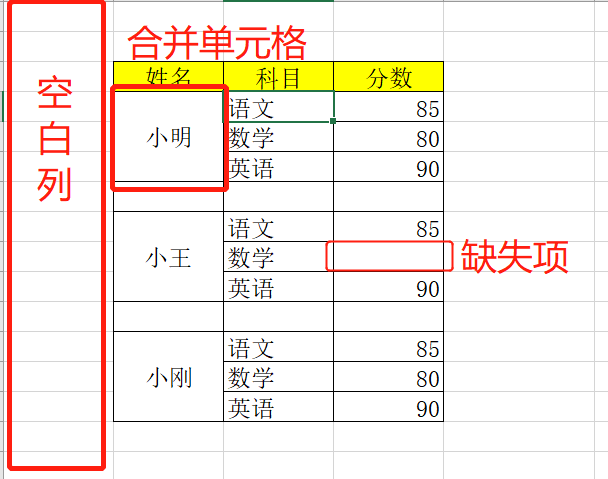 合并单元格
空白列
姓名 科目 分数
语文 85
小明 数学 80
英语 90
语文 85
小王 数学 缺失项
英语 90
语文 85
小刚 数学 80
英语 90